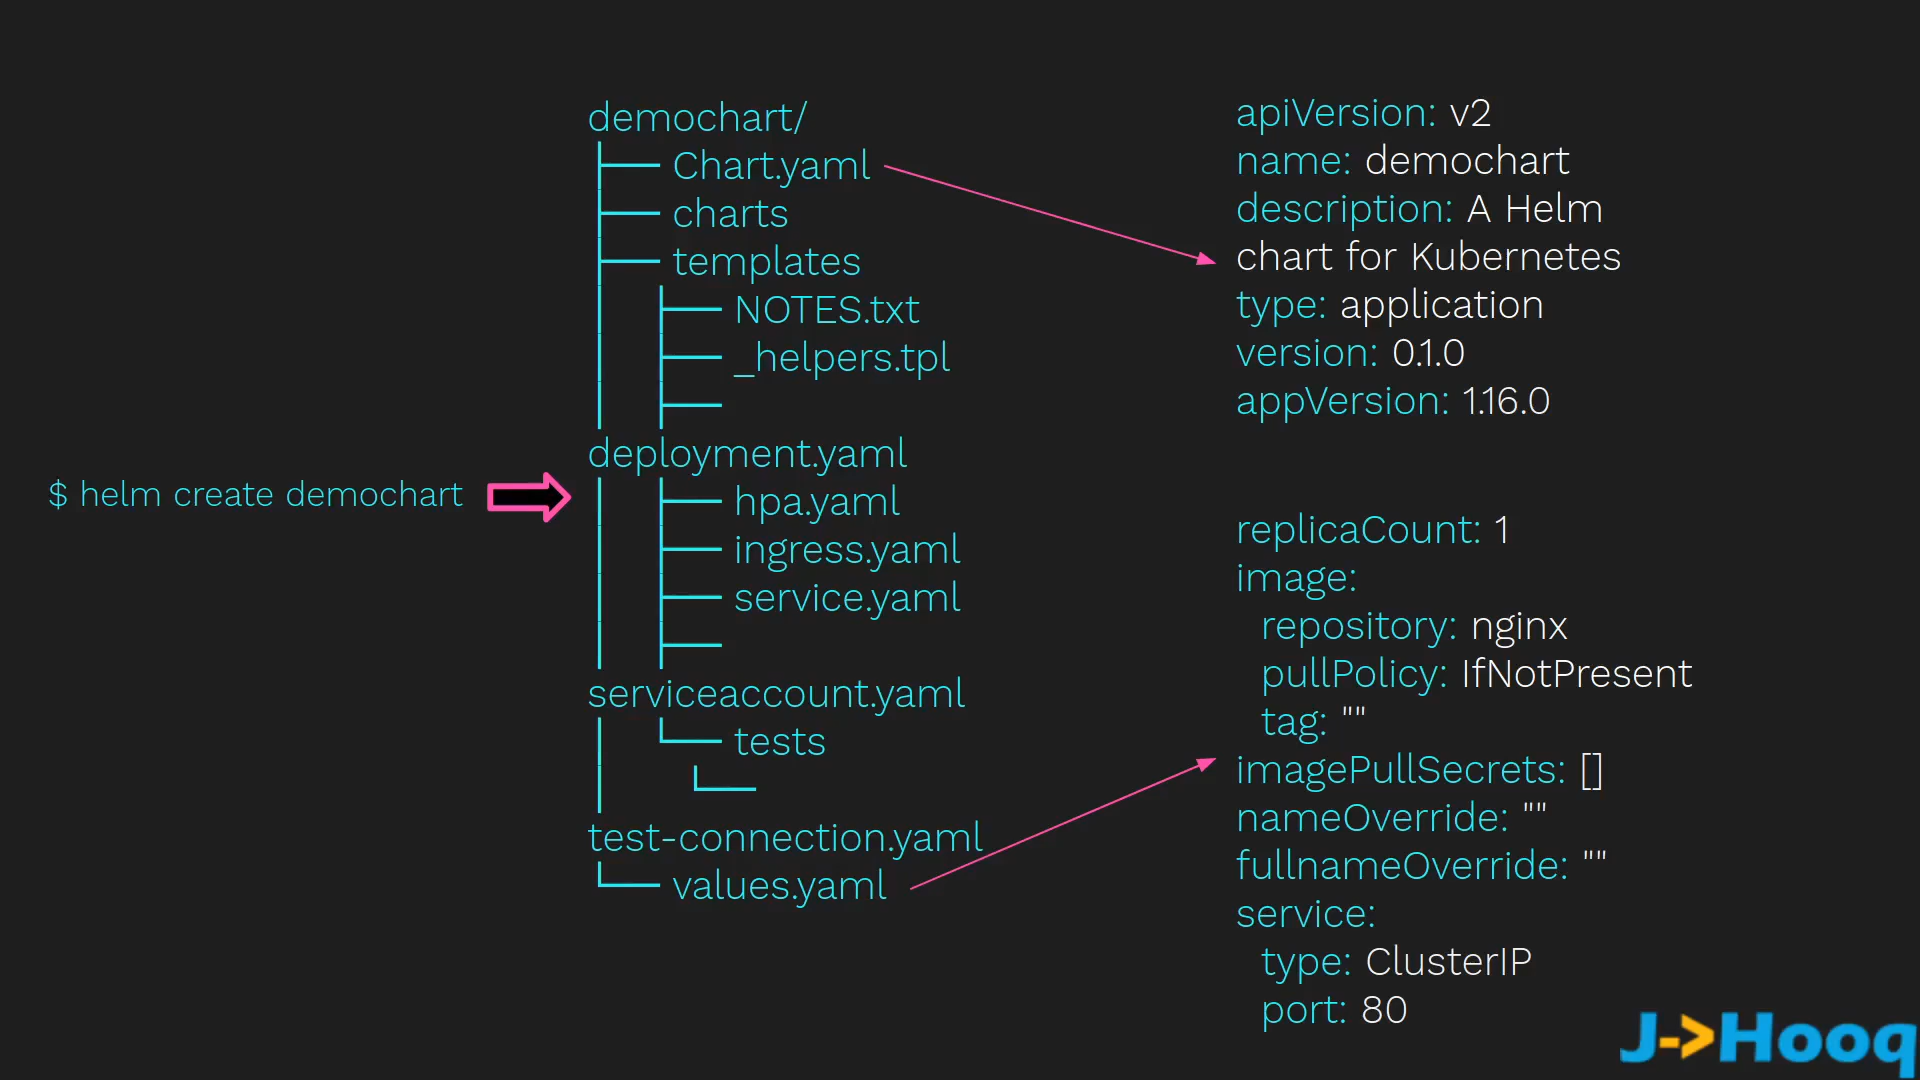 $ helm create demochart
demochart/
├── Chart.yaml
├── charts
├── templates
│   ├── NOTES.txt
│   ├── _helpers.tpl
│   ├──
deployment.yaml
│   ├── hpa.yaml
│   ├── ingress.yaml
│   ├── service.yaml
│   ├──
serviceaccount.yaml
│   └── tests
│       └──
test-connection.yaml
└── values.yaml
apiVersion: v2
name: demochart
description: A Helm
chart for Kubernetes
type: application
version: 0.1.0
appVersion: 1.16.0
replicaCount: 1
image:
  repository: nginx
  pullPolicy: IfNotPresent
  tag: ""
imagePullSecrets: []
nameOverride: ""
fullnameOverride: ""
service:
  type: ClusterIP
  port: 80
J->Hooq